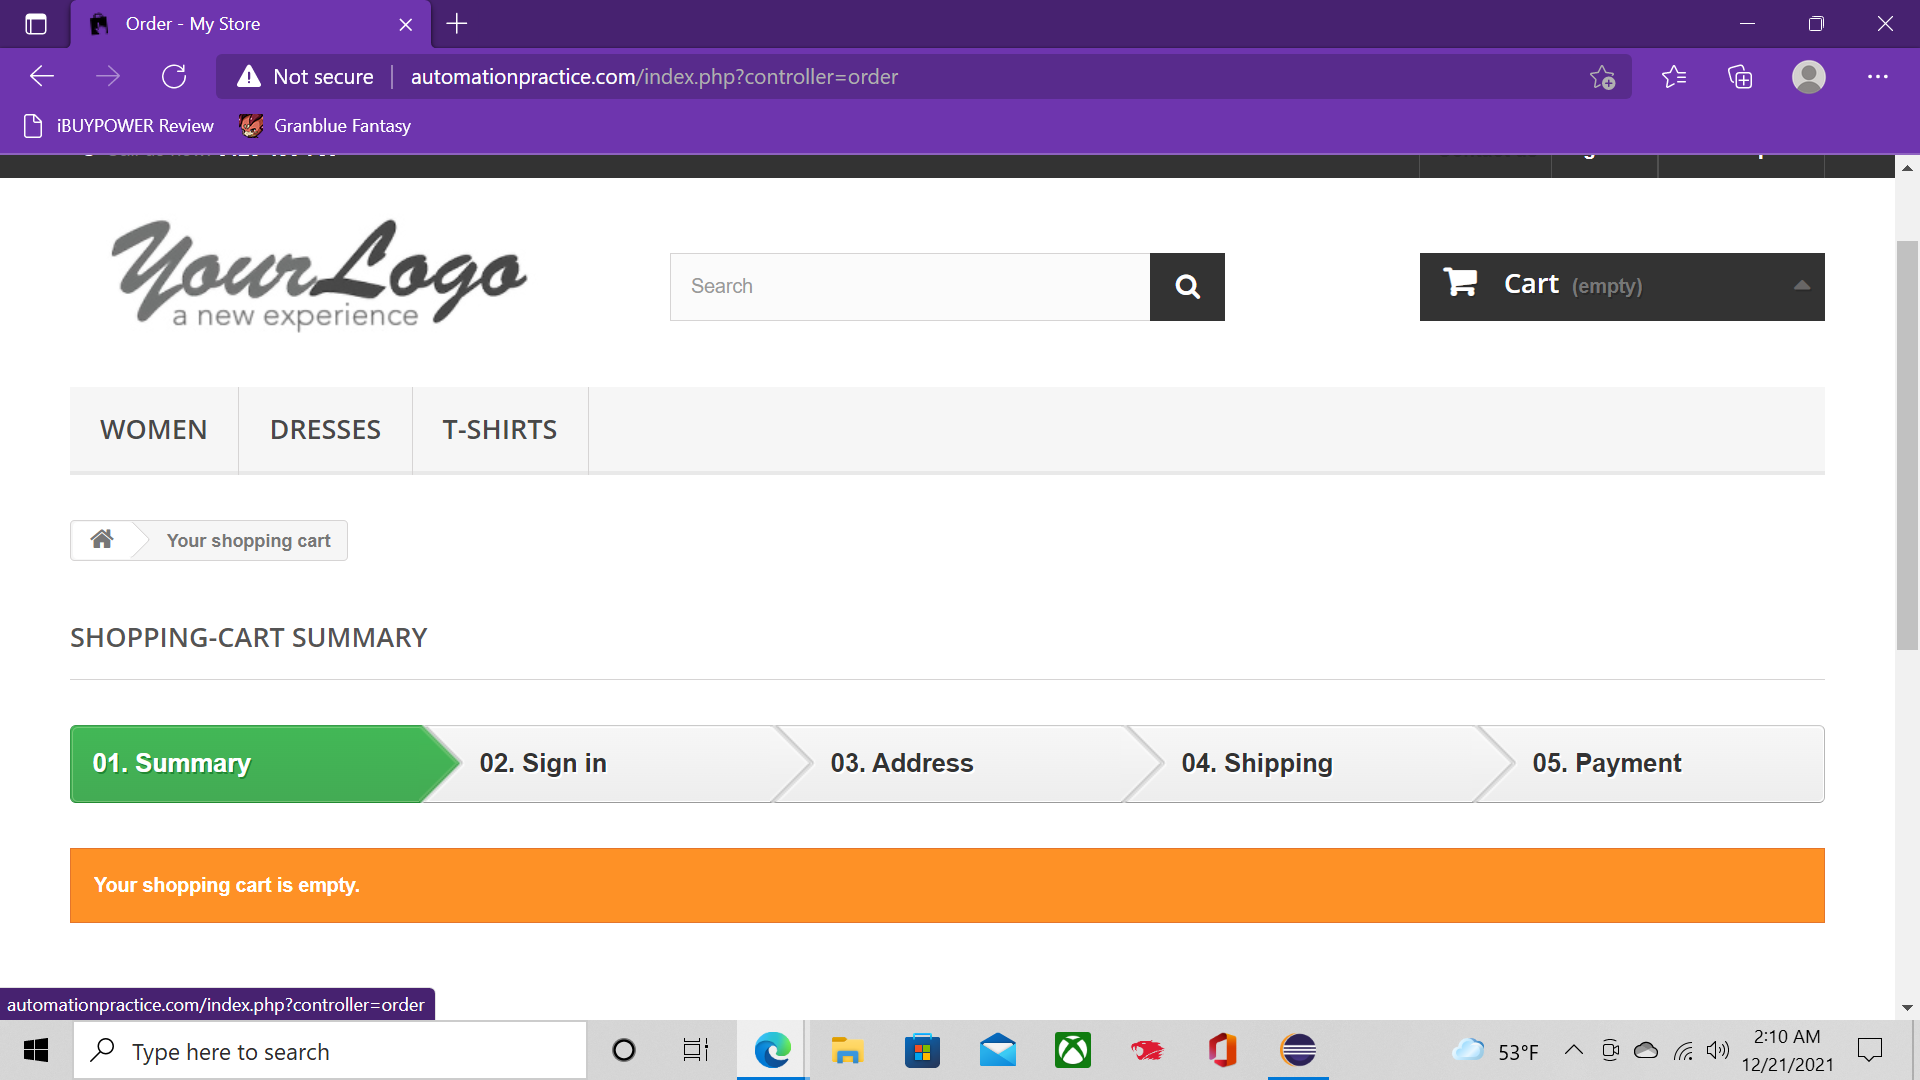 Order - My Store
Not secure
automationpractice.com/index.php?controller=order
iBUYPOWER Review
Granblue Fantasy
YourLogo
a new experience
Search
Cart (empty)
WOMEN
DRESSES
T-SHIRTS
Your shopping cart
SHOPPING-CART SUMMARY
01. Summary
02. Sign in
03. Address
04. Shipping
05. Payment
Your shopping cart is empty.
automationpractice.com/index.php?controller=order
Type here to search
53°F
2:10 AM
12/21/2021